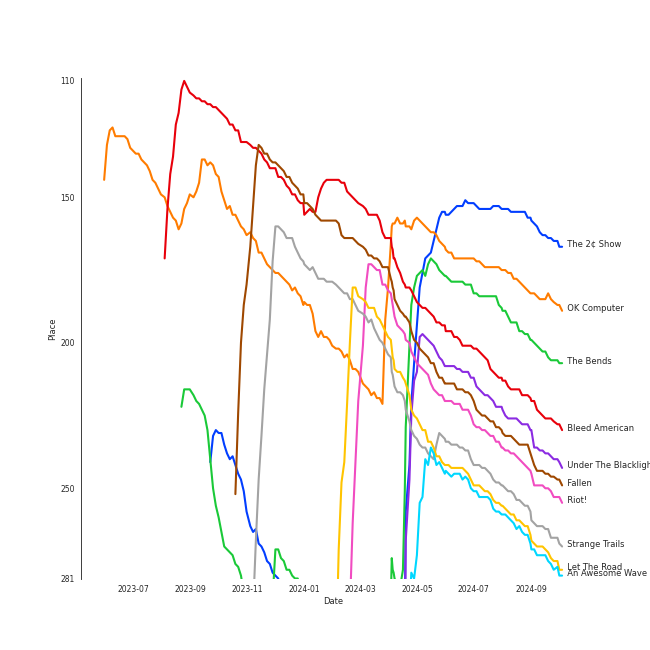 110
150
200
250
281
Place
2023-07
2023-09
2023-11
2024-01
2024-03
2024-05
2024-07
2024-09
Date
The 2¢ Show
OK Computer
The Bends
Bleed American
Under The Blackligh
Fallen
Riot!
Strange Trails
Let The Road
An Awesome Wave